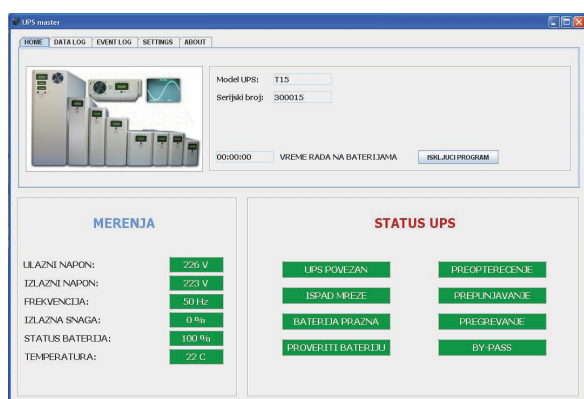 UPS master
HOME DATA LOG EVENT LOG SETTINGS ABOUT
Model UPS: T15
Serijski broj: 300015
00:00:00 VREME RADA NA BATERIJAMA ISKLJUCI PROGRAM
MERENJA
ULAZNI NAPON: 226 V
IZLAZNI NAPON: 223 V
FREKVENCIJA: 50 Hz
IZLAZNA SNAGA: 0 %
STATUS BATERIJA: 100 %
TEMPERATURA: 22 C
STATUS UPS
UPS POVEZAN PREOPTERECENJE
ISPAD MREZE PREPUNJAVANJE
BATERIJA PRAZNA PREGREVANJE
PROVERITI BATERIJU BY-PASS